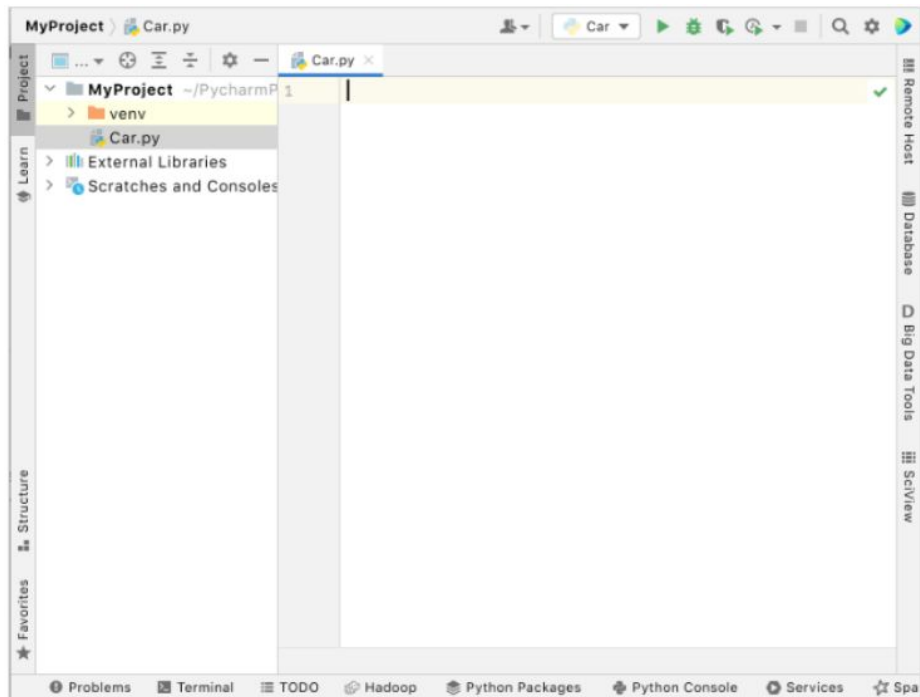 MyProject Car.py
Car
...
Car.py
Project
MyProject ~/PycharmP
venv
Car.py
External Libraries
Scratches and Consoles
1
Learn
Structure
Favorites
Remote Host
Database
Big Data Tools
SciView
Problems Terminal TODO Hadoop Python Packages Python Console Services Spa